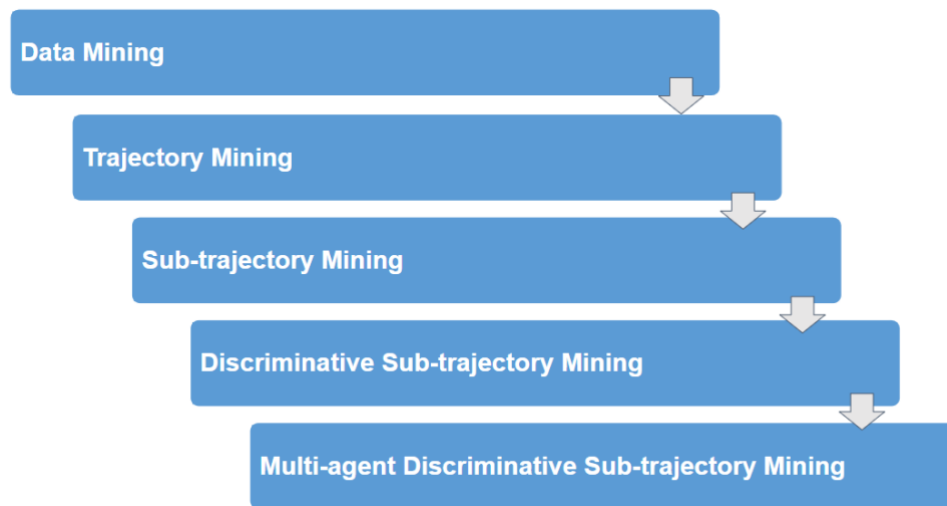 Data Mining
Trajectory Mining
Sub-trajectory Mining
Discriminative Sub-trajectory Mining
Multi-agent Discriminative Sub-trajectory Mining